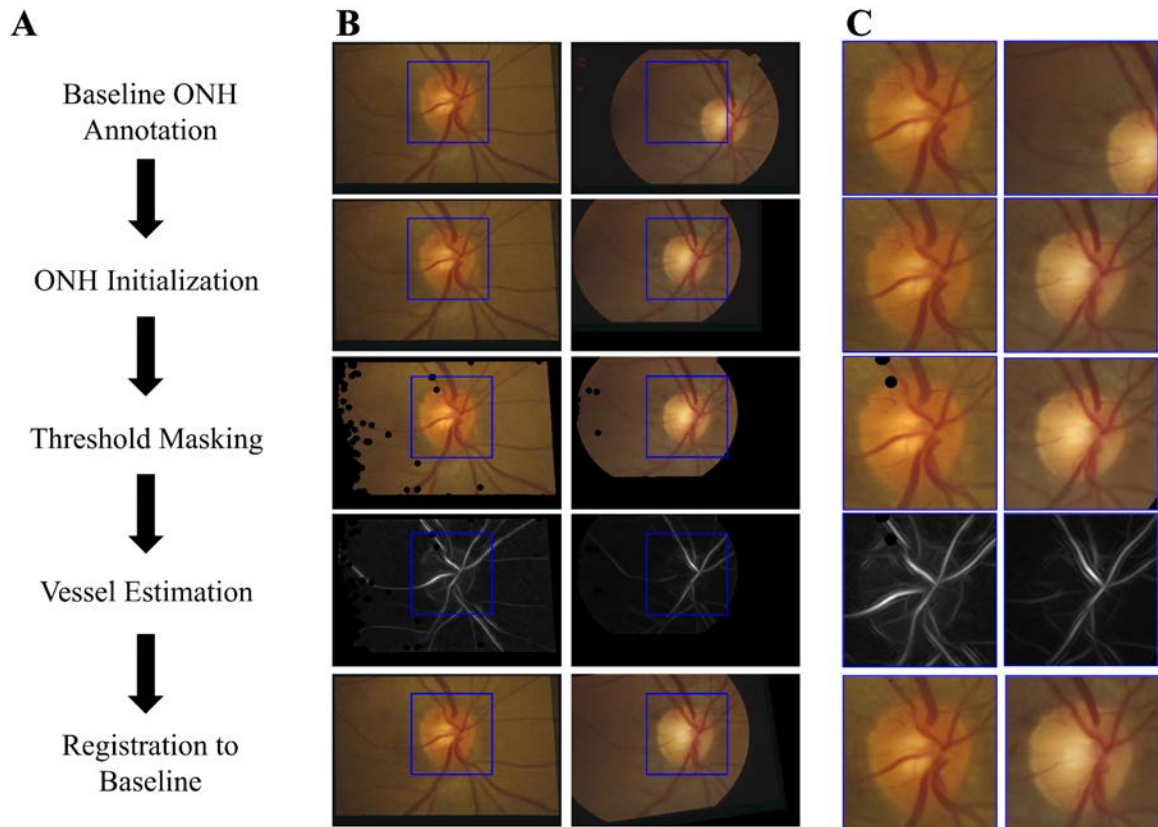 A
B
C
Baseline ONH
Annotation
ONH Initialization
Threshold Masking
Vessel Estimation
Registration to
Baseline